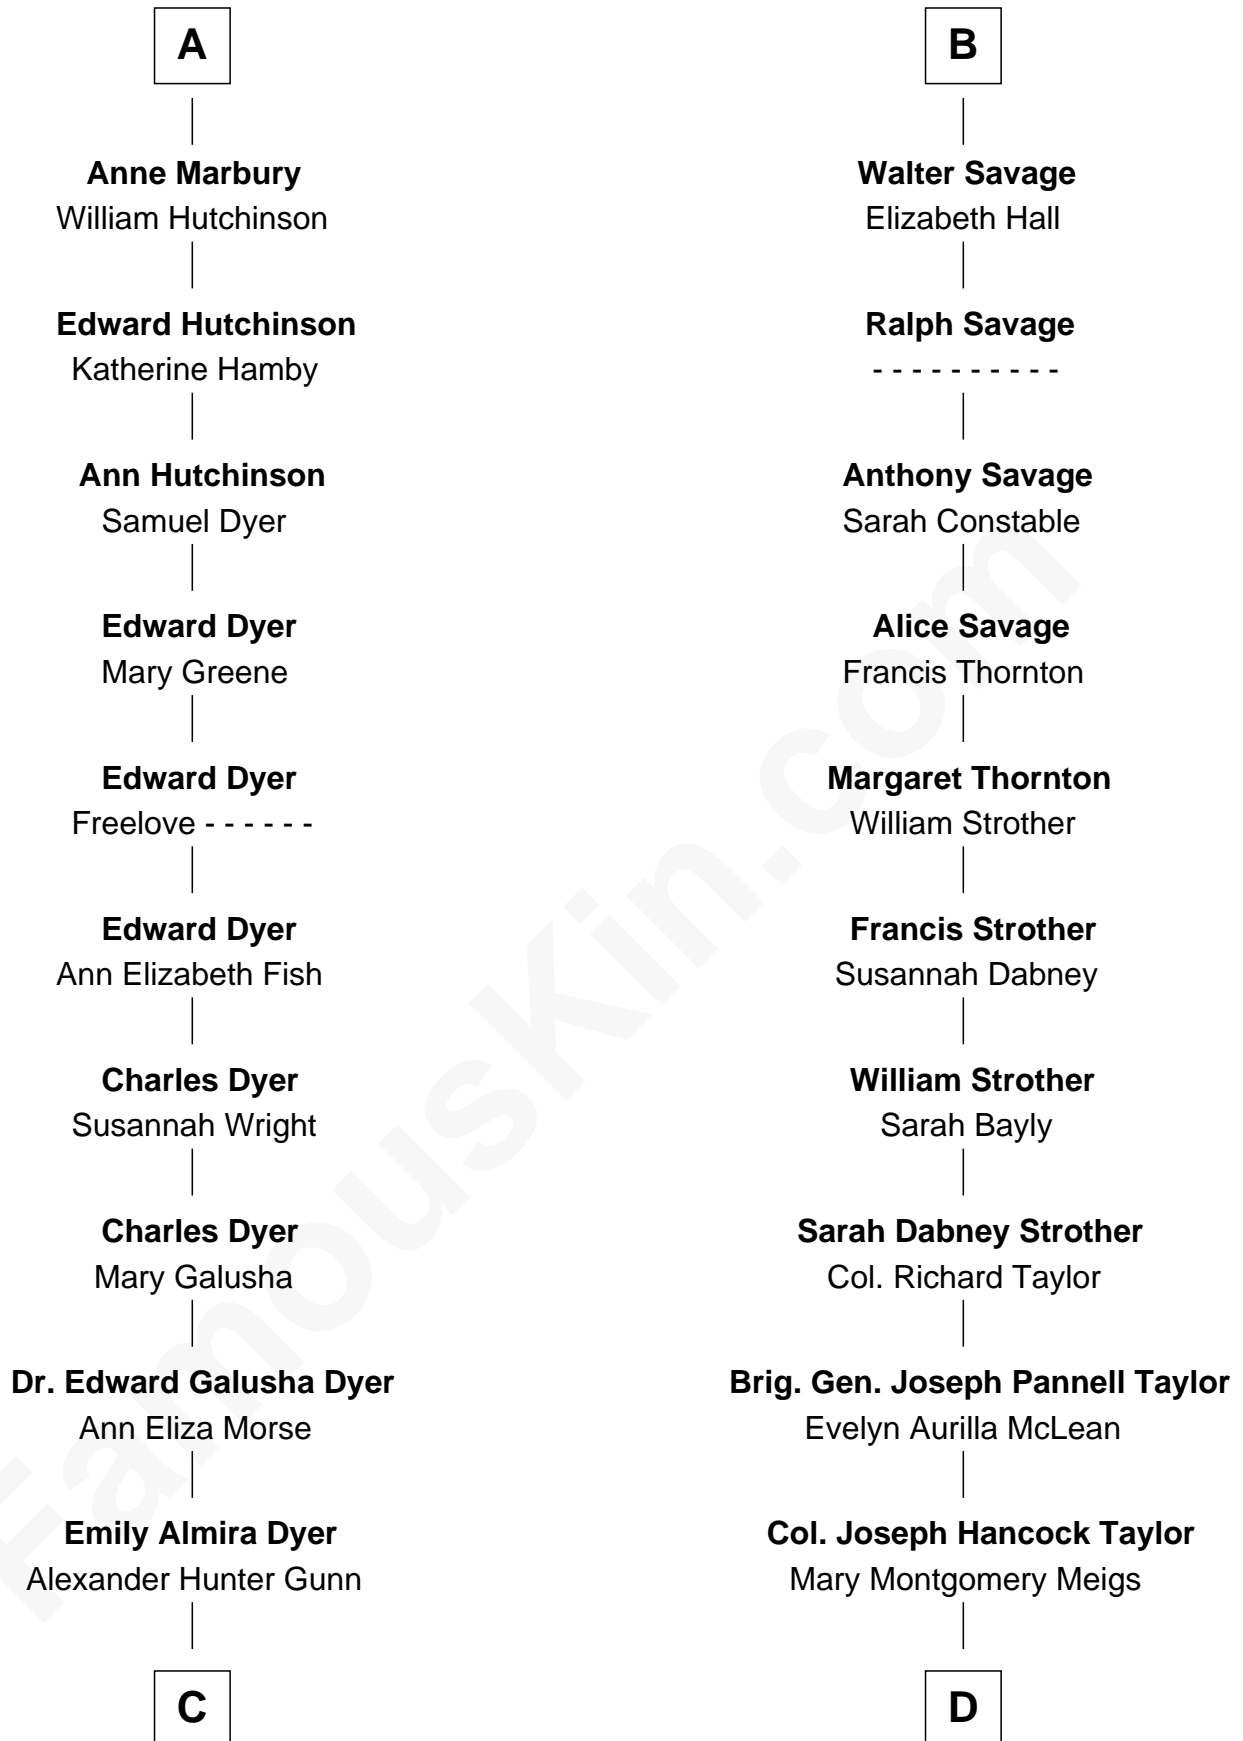 A
Anne Marbury
William Hutchinson
Edward Hutchinson
Katherine Hamby
Ann Hutchinson
Samuel Dyer
Edward Dyer
Mary Greene
Edward Dyer
Freelove - - - - - -
Edward Dyer
Ann Elizabeth Fish
Charles Dyer
Susannah Wright
Charles Dyer
Mary Galusha
Dr. Edward Galusha Dyer
Ann Eliza Morse
Emily Almira Dyer
Alexander Hunter Gunn
C
B
Walter Savage
Elizabeth Hall
Ralph Savage
- - - - - - - - - -
Anthony Savage
Sarah Constable
Alice Savage
Francis Thornton
Margaret Thornton
William Strother
Francis Strother
Susannah Dabney
William Strother
Sarah Bayly
Sarah Dabney Strother
Col. Richard Taylor
Brig. Gen. Joseph Pannell Taylor
Evelyn Aurilla McLean
Col. Joseph Hancock Taylor
Mary Montgomery Meigs
D
FamousKin.com